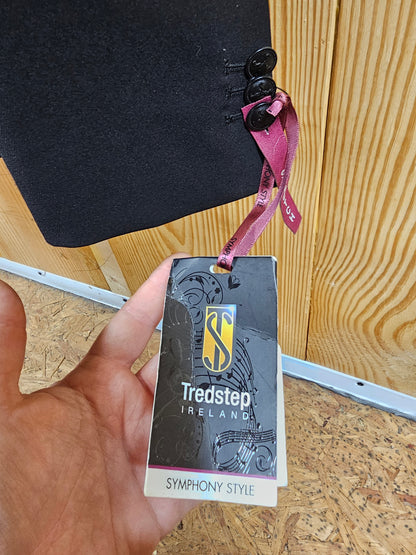 TS
Tredstep
IRELAND
SYMPHONY STYLE